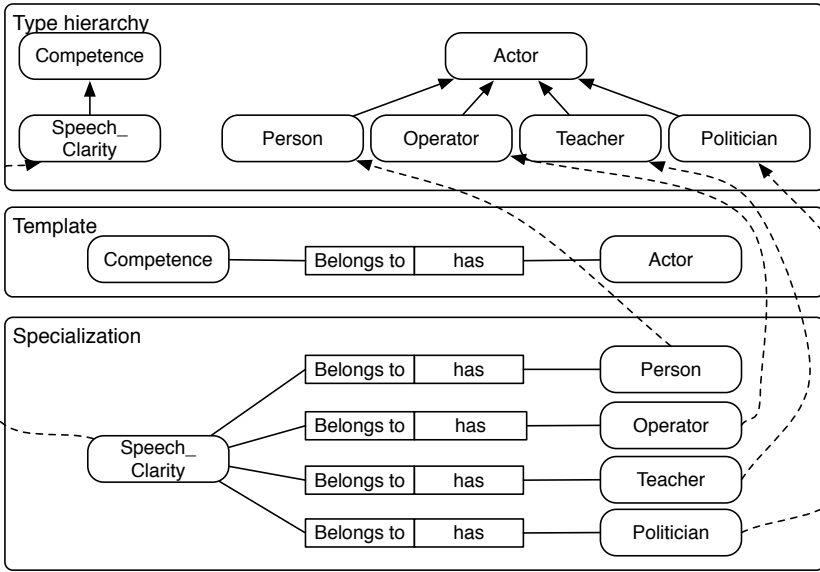 Type hierarchy
Competence
Actor
Speech_
Clarity
Person
Operator
Teacher
Politician
Template
Competence
Belongs to
has
Actor
Specialization
Belongs to
has
Person
Belongs to
has
Operator
Speech_
Clarity
Belongs to
has
Teacher
Belongs to
has
Politician